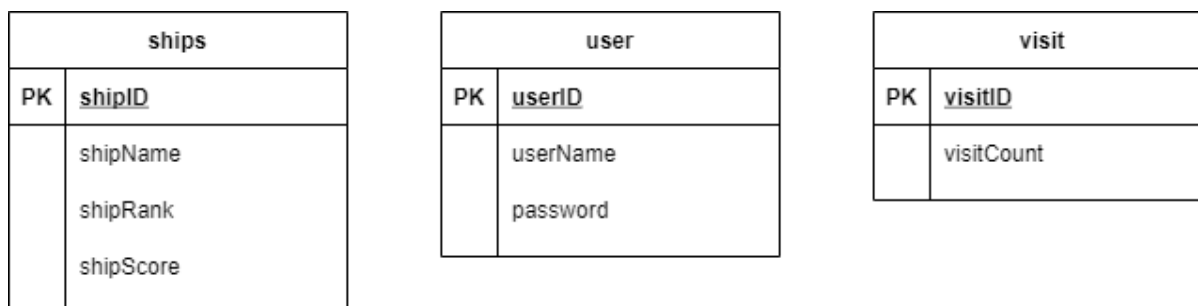 ships
PK shipID
shipName
shipRank
shipScore
user
PK userID
userName
password
visit
PK visitID
visitCount